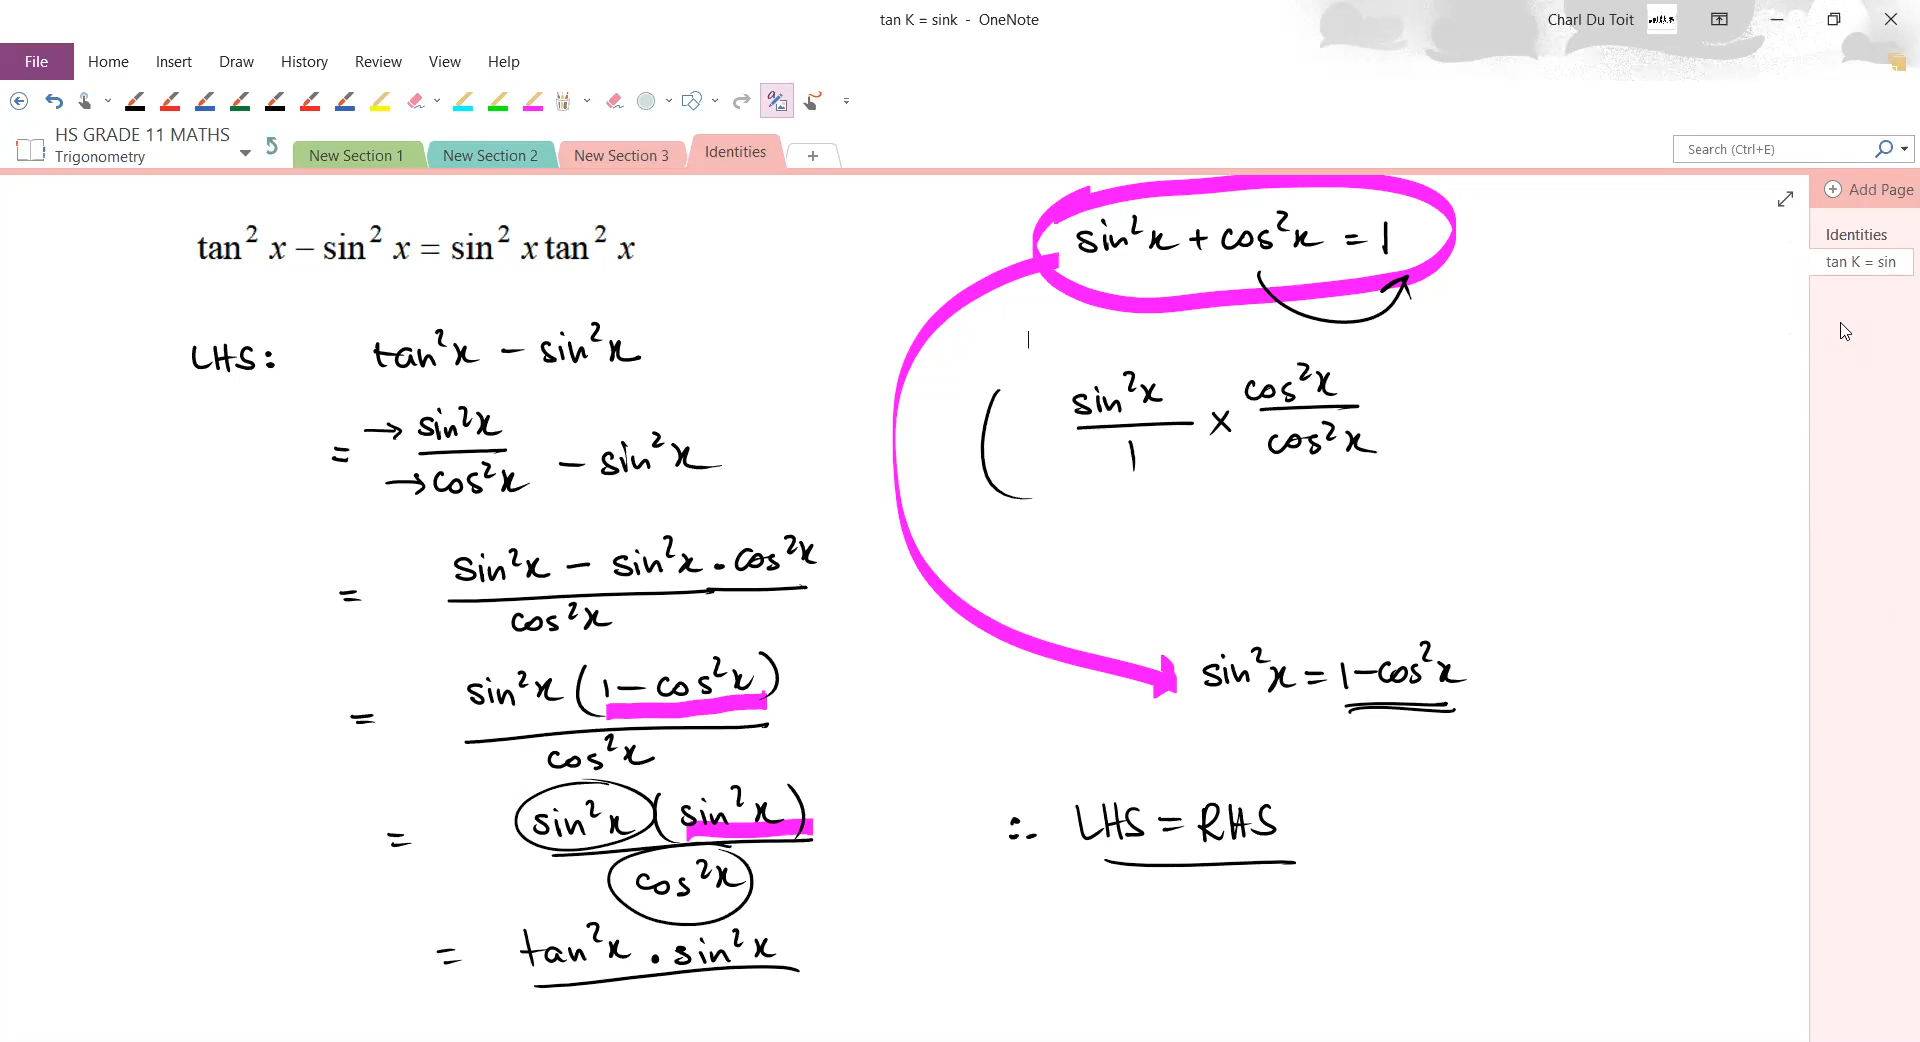 tan K = sink - OneNote
Charl Du Toit
File Home Insert Draw History Review View Help
HS GRADE 11 MATHS
Trigonometry
New Section 1 New Section 2 New Section 3 Identities +
Search (Ctrl+E)
Add Page
Identities
tan K = sin
tan² x − sin² x = sin² x tan² x
LHS: tan²x − sin²x
= → sin²x / → cos²x − sin²x
= sin²x − sin²x · cos²x / cos²x
= sin²x (1 − cos²x) / cos²x
= sin²x (sin²x) / cos²x
= tan²x · sin²x
sin²x + cos²x = 1
( sin²x / 1 × cos²x / cos²x
sin²x = 1 − cos²x
∴ LHS = RHS